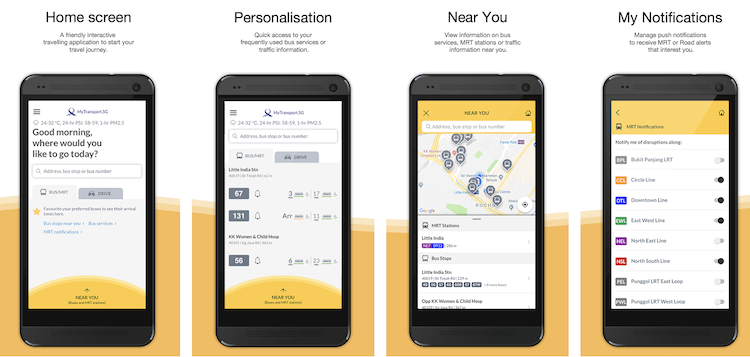 Home screen
A friendly interactive
travelling application to start your
travel journey.
MyTransport.SG
24-32 °C, 24-hr PSI: 58-59, 1-hr PM2.5
Good morning,
where would you
like to go today?
Address, bus stop or bus number
BUS/MRT
DRIVE
Favourite your preferred buses to see their arrival
times here.
Bus stops near you › Bus services ›
MRT notifications ›
NEAR YOU
(Buses and MRT stations)
Personalisation
Quick access to your
frequently used bus services or
traffic information.
MyTransport.SG
24-32 °C, 24-hr PSI: 58-59, 1-hr PM2.5
Address, bus stop or bus number
BUS/MRT
DRIVE
Little India Stn
67 3 17
131 Arr 11
KK Women & Child Hosp
56 6 23
NEAR YOU
(Buses and MRT stations)
Near You
View information on bus
services, MRT stations or traffic
information near you.
NEAR YOU
Address, bus stop or bus number
Google
ROCHOR
MRT Stations
Little India
Bus Stops
Little India Stn
Opp KK Women & Child Hosp
My Notifications
Manage push notifications
to receive MRT or Road alerts
that interest you.
MRT Notifications
Notify me of disruptions along:
BPL Bukit Panjang LRT
CCL Circle Line
DTL Downtown Line
EWL East West Line
NEL North East Line
NSL North South Line
PEL Punggol LRT East Loop
PWL Punggol LRT West Loop